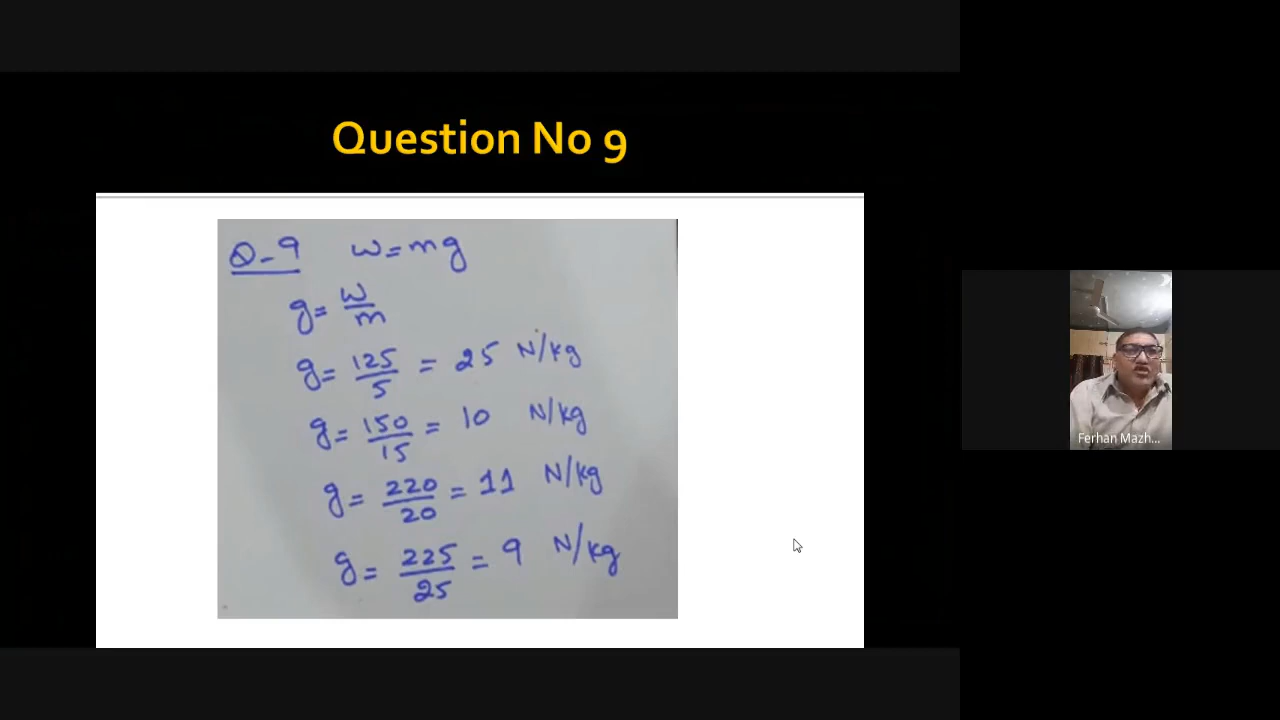 Question No 9
Q-9 w=mg
g= w/m
g= 125/5 = 25 N/kg
g= 150/15 = 10 N/kg
g= 220/20 = 11 N/kg
g= 225/25 = 9 N/kg
Ferhan Mazh...